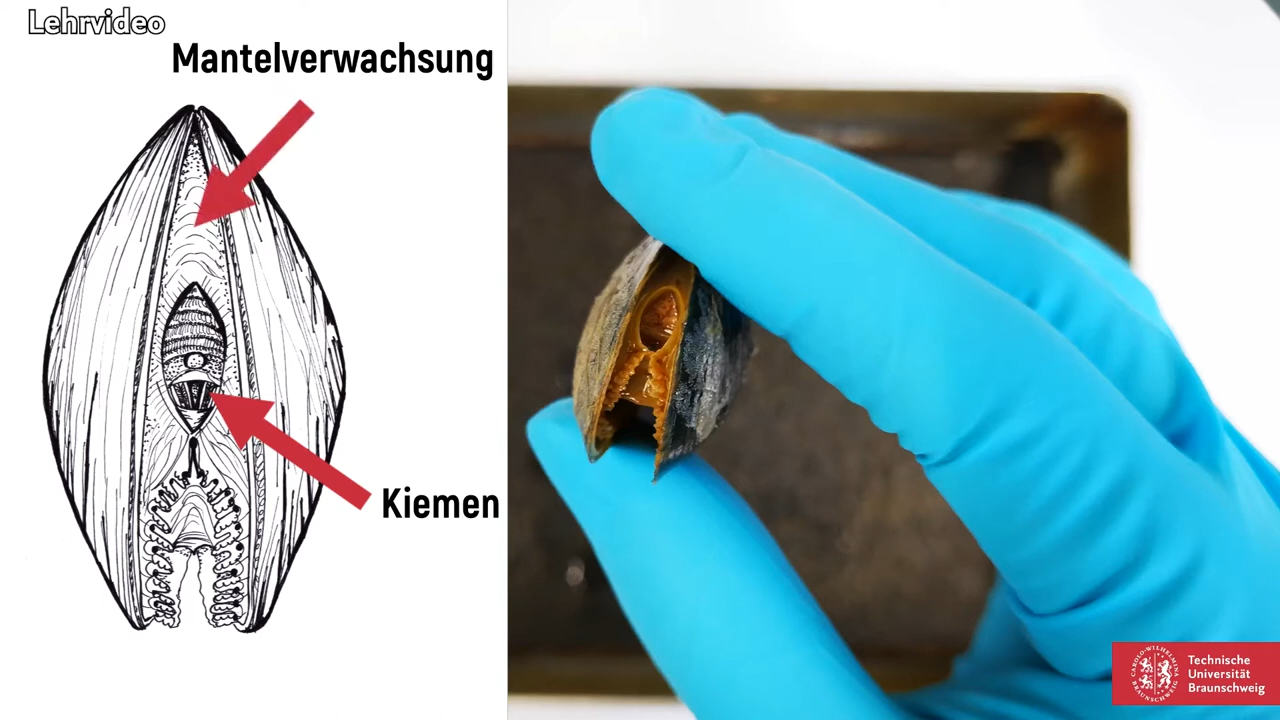 Lehrvideo
Mantelverwachsung
Kiemen
Technische
Universität
Braunschweig